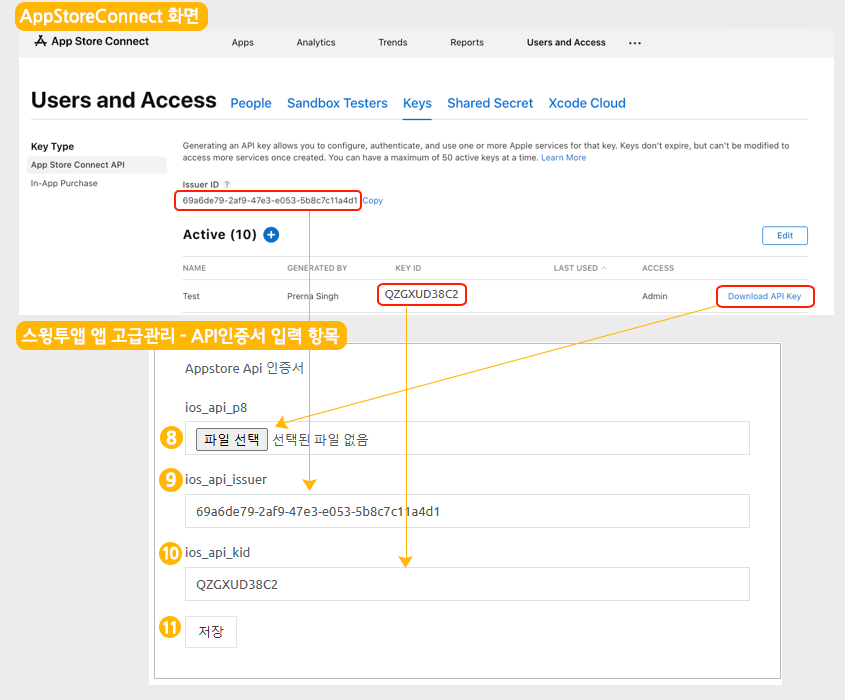 AppStoreConnect 화면
App Store Connect Apps Analytics Trends Reports Users and Access ...
Users and Access People Sandbox Testers Keys Shared Secret Xcode Cloud
Key Type
App Store Connect API
In-App Purchase
Generating an API key allows you to configure, authenticate, and use one or more Apple services for that key. Keys don't expire, but can't be modified to
access more services once created. You can have a maximum of 50 active keys at a time. Learn More
Issuer ID ?
69a6de79-2af9-47e3-e053-5b8c7c11a4d1 Copy
Active (10) + Edit
NAME GENERATED BY KEY ID LAST USED ACCESS
Test Prerna Singh QZGXUD38C2 Admin Download API Key
스윙투앱 앱 고급관리 - API인증서 입력 항목
Appstore Api 인증서
ios_api_p8
8 파일 선택 선택된 파일 없음
9 ios_api_issuer
69a6de79-2af9-47e3-e053-5b8c7c11a4d1
10 ios_api_kid
QZGXUD38C2
11 저장